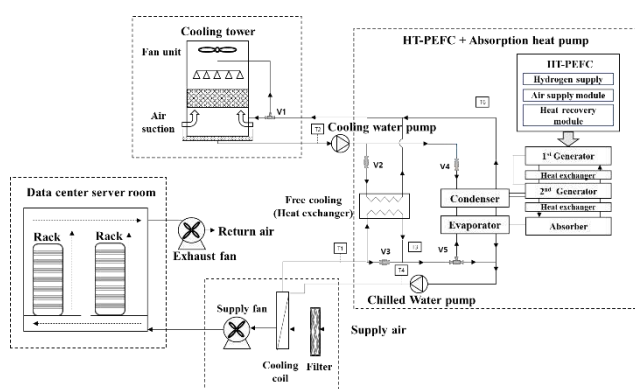 Cooling tower
Fan unit
Air
suction
V1
T2
Cooling water pump
HT-PEFC + Absorption heat pump
HT-PEFC
Hydrogen supply
Air supply module
Heat recovery
module
V2
V4
1st Generator
Heat exchanger
2nd Generator
Heat exchanger
Absorber
Condenser
Evaporator
Free cooling
(Heat exchanger)
T3
V3
T4
V5
Chilled Water pump
Data center server room
Rack
Rack
Return air
Exhaust fan
Supply fan
Supply air
Cooling
coil
Filter